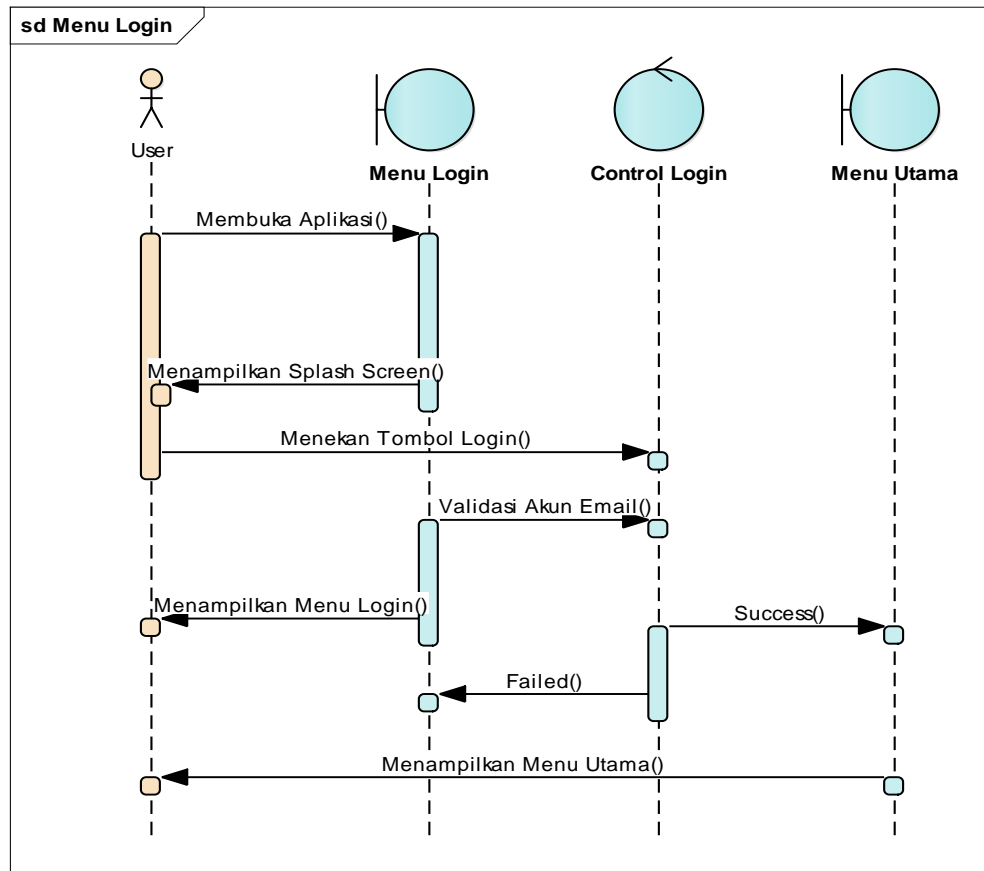 sd Menu Login
User
Menu Login
Control Login
Menu Utama
Membuka Aplikasi()
Menampilkan Splash Screen()
Menekan Tombol Login()
Validasi Akun Email()
Menampilkan Menu Login()
Success()
Failed()
Menampilkan Menu Utama()